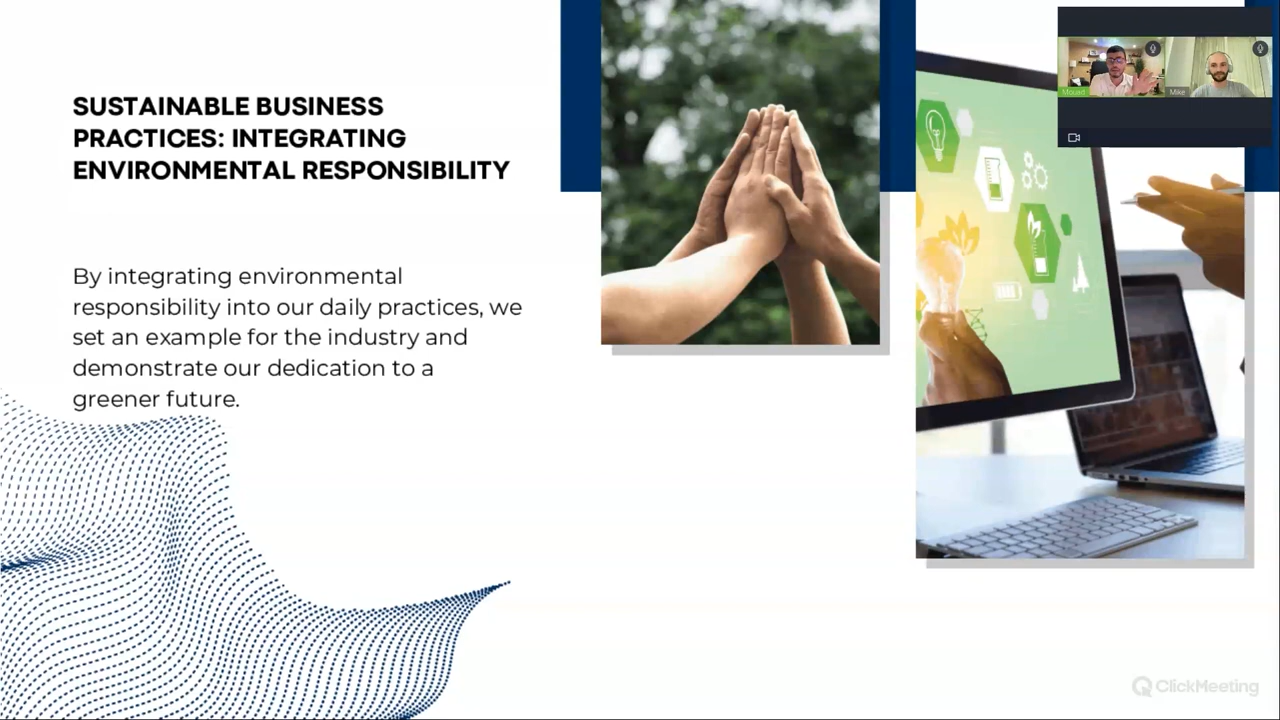 SUSTAINABLE BUSINESS
PRACTICES: INTEGRATING
ENVIRONMENTAL RESPONSIBILITY
By integrating environmental
responsibility into our daily practices, we
set an example for the industry and
demonstrate our dedication to a
greener future.
Mouad
Mike
ClickMeeting